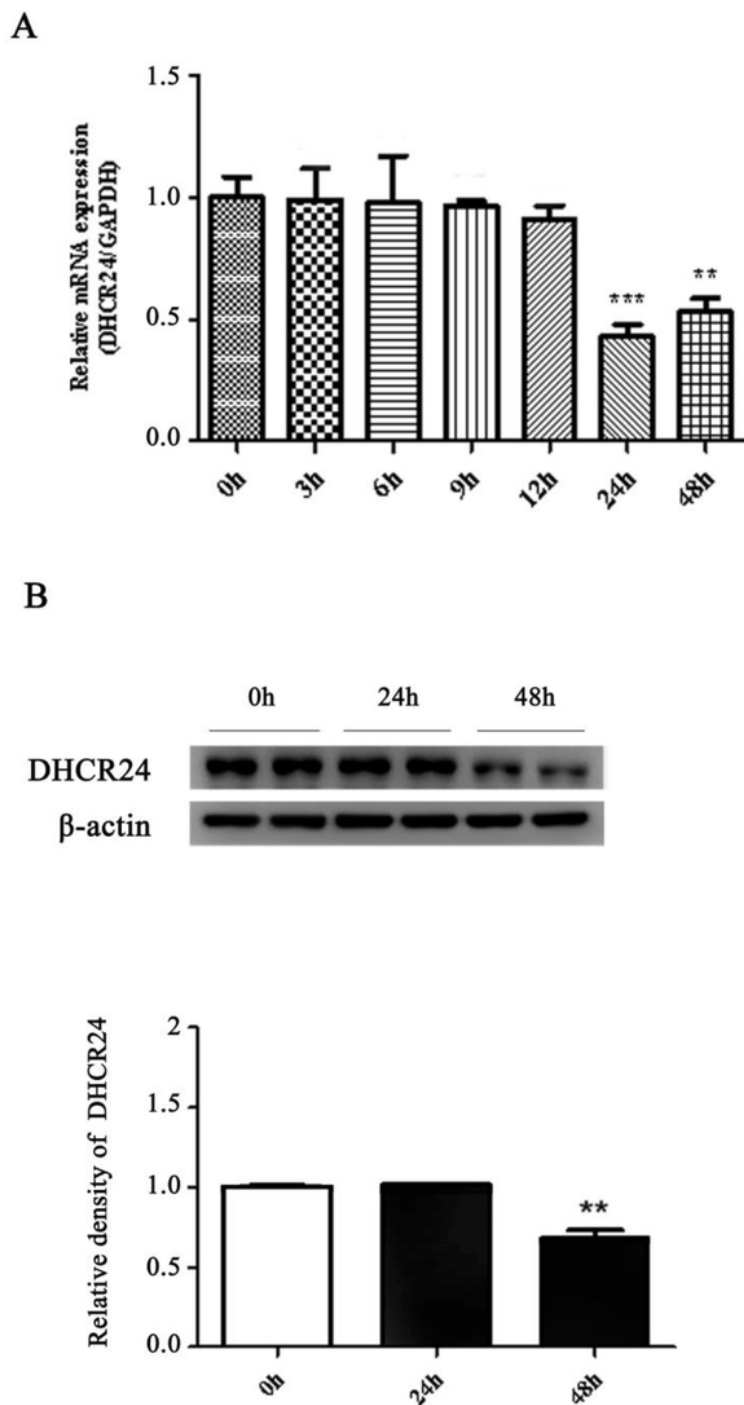 A
Relative mRNA expression
(DHCR24/GAPDH)
1.5
1.0
0.5
0.0
***
**
0h
3h
6h
9h
12h
24h
48h
B
0h
24h
48h
DHCR24
β-actin
Relative density of DHCR24
2
1.5
1.0
0.5
0.0
**
0h
24h
48h